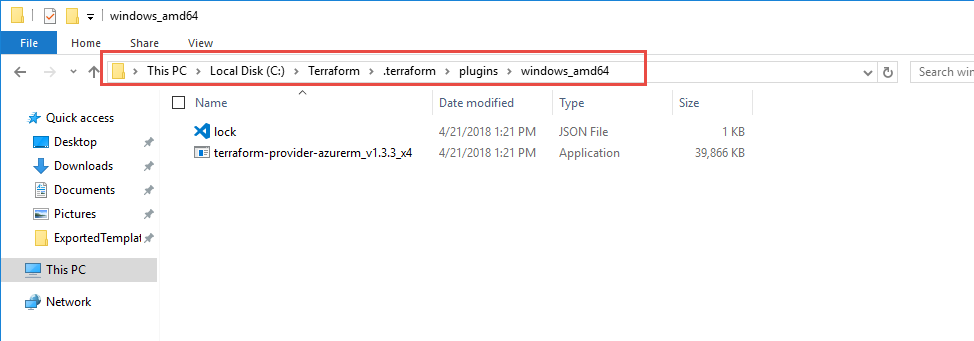 windows_amd64
File Home Share View
This PC Local Disk (C:) Terraform .terraform plugins windows_amd64
Search win
Name Date modified Type Size
Quick access
lock 4/21/2018 1:21 PM JSON File 1 KB
Desktop
terraform-provider-azurerm_v1.3.3_x4 4/21/2018 1:21 PM Application 39,866 KB
Downloads
Documents
Pictures
ExportedTemplat
This PC
Network